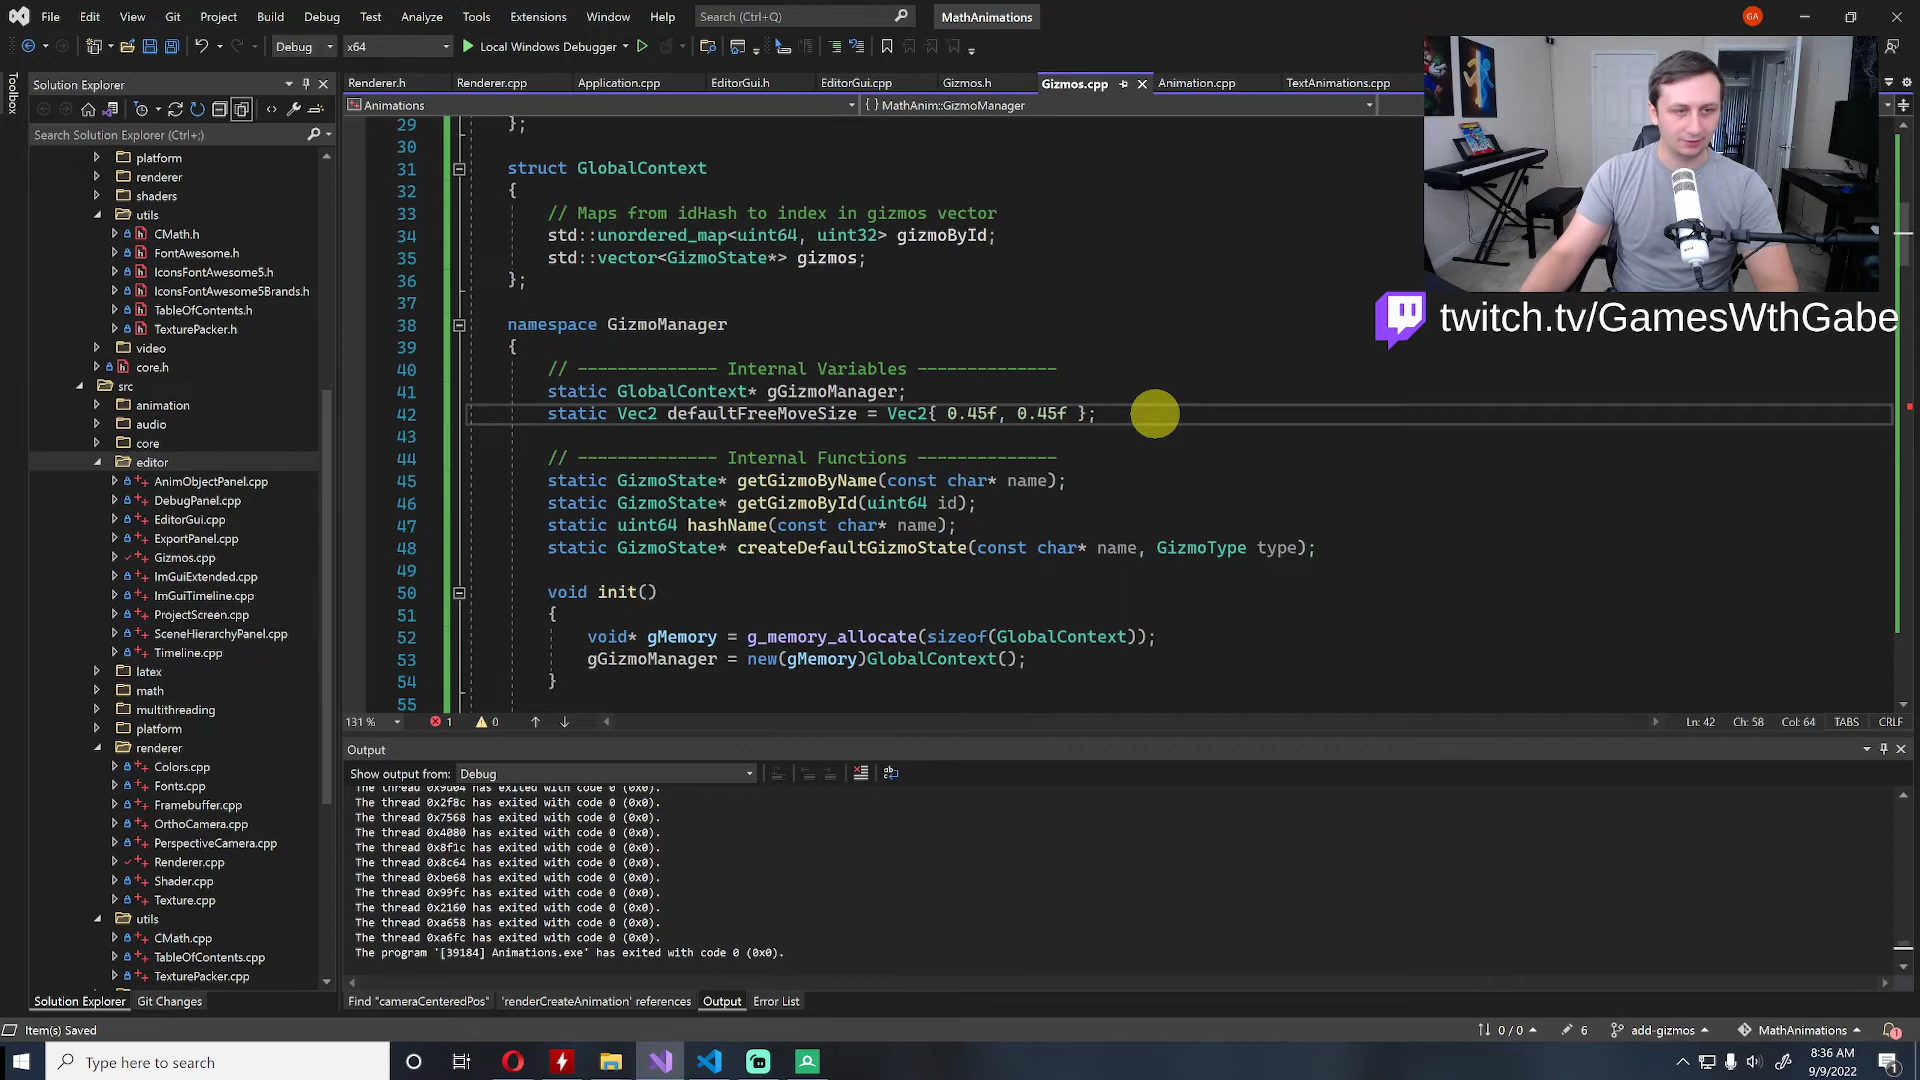 File Edit View Git Project Build Debug Test Analyze Tools Extensions Window Help Search (Ctrl+Q) MathAnimations GA
Debug x64 Local Windows Debugger
Toolbox
Solution Explorer
Search Solution Explorer (Ctrl+;)
platform
renderer
shaders
utils
CMath.h
FontAwesome.h
IconsFontAwesome5.h
IconsFontAwesome5Brands.h
TableOfContents.h
TexturePacker.h
video
core.h
src
animation
audio
core
editor
AnimObjectPanel.cpp
DebugPanel.cpp
EditorGui.cpp
ExportPanel.cpp
Gizmos.cpp
ImGuiExtended.cpp
ImGuiTimeline.cpp
ProjectScreen.cpp
SceneHierarchyPanel.cpp
Timeline.cpp
latex
math
multithreading
platform
renderer
Colors.cpp
Fonts.cpp
Framebuffer.cpp
OrthoCamera.cpp
PerspectiveCamera.cpp
Renderer.cpp
Shader.cpp
Texture.cpp
utils
CMath.cpp
TableOfContents.cpp
TexturePacker.cpp
Solution Explorer Git Changes
Renderer.h Renderer.cpp Application.cpp EditorGui.h EditorGui.cpp Gizmos.h Gizmos.cpp Animation.cpp TextAnimations.cpp
Animations { } MathAnim::GizmoManager
29 };
30
31 struct GlobalContext
32 {
33 // Maps from idHash to index in gizmos vector
34 std::unordered_map<uint64, uint32> gizmoById;
35 std::vector<GizmoState*> gizmos;
36 };
37
38 namespace GizmoManager
39 {
40 // -------------- Internal Variables --------------
41 static GlobalContext* gGizmoManager;
42 static Vec2 defaultFreeMoveSize = Vec2{ 0.45f, 0.45f };
43
44 // -------------- Internal Functions --------------
45 static GizmoState* getGizmoByName(const char* name);
46 static GizmoState* getGizmoById(uint64 id);
47 static uint64 hashName(const char* name);
48 static GizmoState* createDefaultGizmoState(const char* name, GizmoType type);
49
50 void init()
51 {
52 void* gMemory = g_memory_allocate(sizeof(GlobalContext));
53 gGizmoManager = new(gMemory)GlobalContext();
54 }
55
twitch.tv/GamesWthGabe
131 % 1 0 Ln: 42 Ch: 58 Col: 64 TABS CRLF
Output
Show output from: Debug
The thread 0x9d04 has exited with code 0 (0x0).
The thread 0x2f8c has exited with code 0 (0x0).
The thread 0x7568 has exited with code 0 (0x0).
The thread 0x4080 has exited with code 0 (0x0).
The thread 0x8f1c has exited with code 0 (0x0).
The thread 0x8c64 has exited with code 0 (0x0).
The thread 0xbe68 has exited with code 0 (0x0).
The thread 0x99fc has exited with code 0 (0x0).
The thread 0x2160 has exited with code 0 (0x0).
The thread 0xa658 has exited with code 0 (0x0).
The thread 0xa6fc has exited with code 0 (0x0).
The program '[39184] Animations.exe' has exited with code 0 (0x0).
Find "cameraCenteredPos" 'renderCreateAnimation' references Output Error List
Item(s) Saved 0 / 0 6 add-gizmos MathAnimations 1
Type here to search
8:36 AM
9/9/2022
1